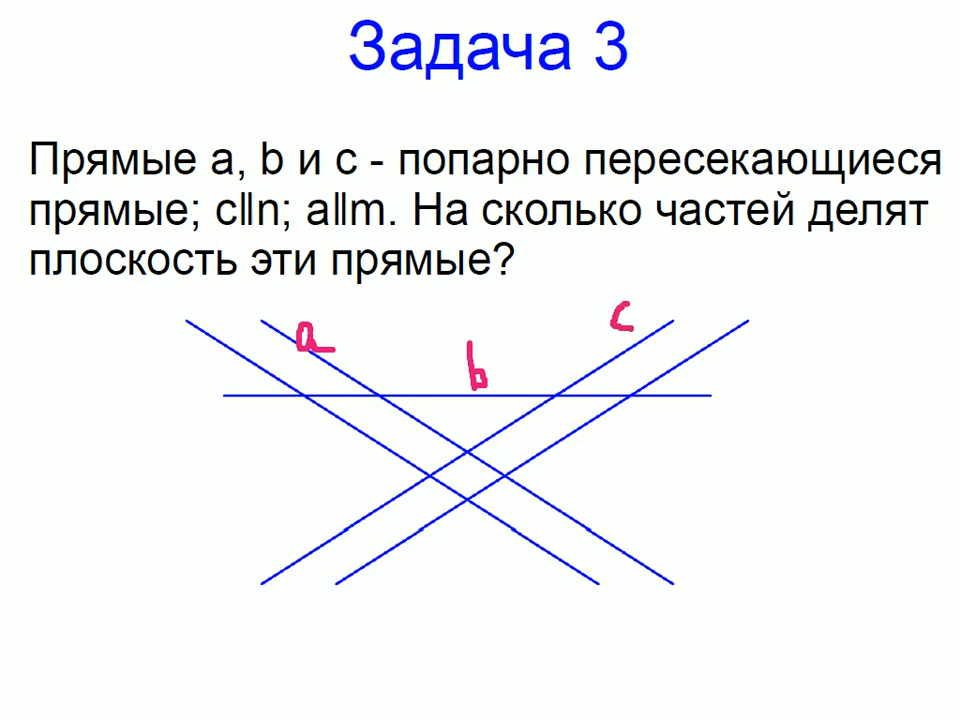 Задача 3
Прямые a, b и c - попарно пересекающиеся
прямые; c‖n; a‖m. На сколько частей делят
плоскость эти прямые?
a
b
c